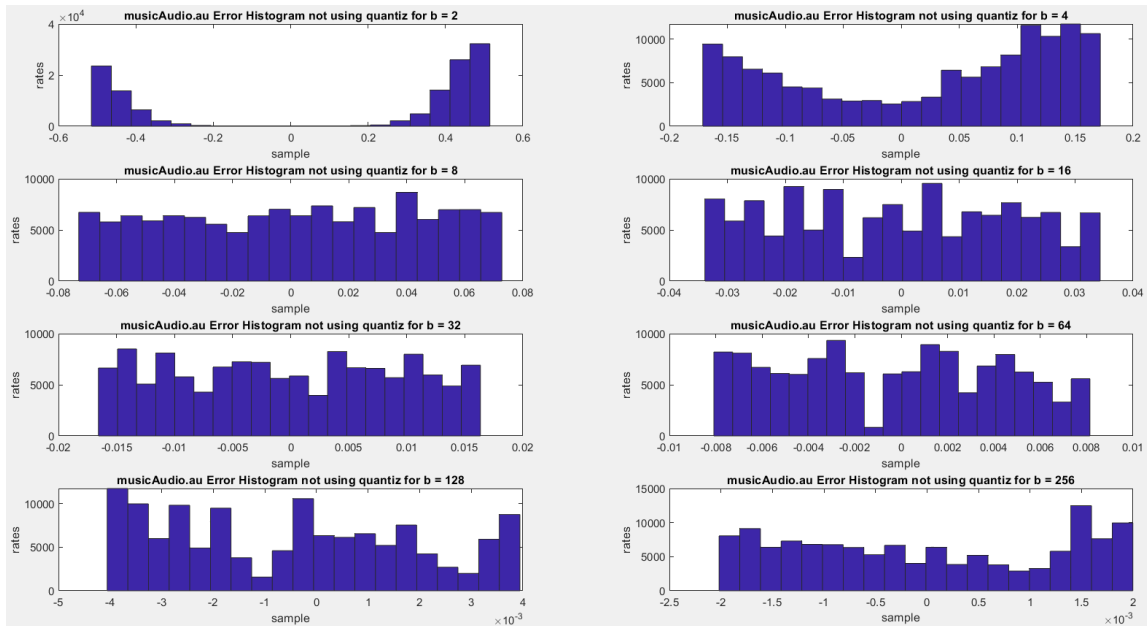 musicAudio.au Error Histogram not using quantiz for b = 2
×10⁴
4
2
0
rates
-0.6 -0.4 -0.2 0 0.2 0.4 0.6
sample
musicAudio.au Error Histogram not using quantiz for b = 4
10000
5000
0
rates
-0.2 -0.15 -0.1 -0.05 0 0.05 0.1 0.15 0.2
sample
musicAudio.au Error Histogram not using quantiz for b = 8
10000
5000
0
rates
-0.08 -0.06 -0.04 -0.02 0 0.02 0.04 0.06 0.08
sample
musicAudio.au Error Histogram not using quantiz for b = 16
10000
5000
0
rates
-0.04 -0.03 -0.02 -0.01 0 0.01 0.02 0.03 0.04
sample
musicAudio.au Error Histogram not using quantiz for b = 32
10000
5000
0
rates
-0.02 -0.015 -0.01 -0.005 0 0.005 0.01 0.015 0.02
sample
musicAudio.au Error Histogram not using quantiz for b = 64
10000
5000
0
rates
-0.01 -0.008 -0.006 -0.004 -0.002 0 0.002 0.004 0.006 0.008 0.01
sample
musicAudio.au Error Histogram not using quantiz for b = 128
10000
5000
0
rates
-5 -4 -3 -2 -1 0 1 2 3 4
sample
×10⁻³
musicAudio.au Error Histogram not using quantiz for b = 256
15000
10000
5000
0
rates
-2.5 -2 -1.5 -1 -0.5 0 0.5 1 1.5 2
sample
×10⁻³